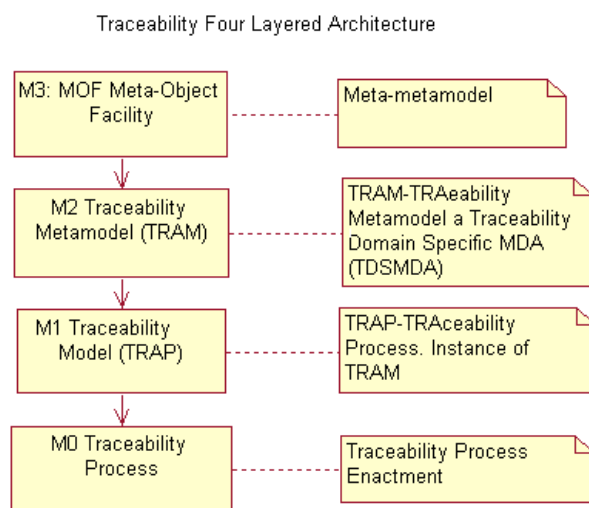 Traceability Four Layered Architecture
M3: MOF Meta-Object
Facility
Meta-metamodel
M2 Traceability
Metamodel (TRAM)
TRAM-TRAeability
Metamodel a Traceability
Domain Specific MDA
(TDSMDA)
M1 Traceability
Model (TRAP)
TRAP-TRAceability
Process. Instance of
TRAM
M0 Traceability
Process
Traceability Process
Enactment